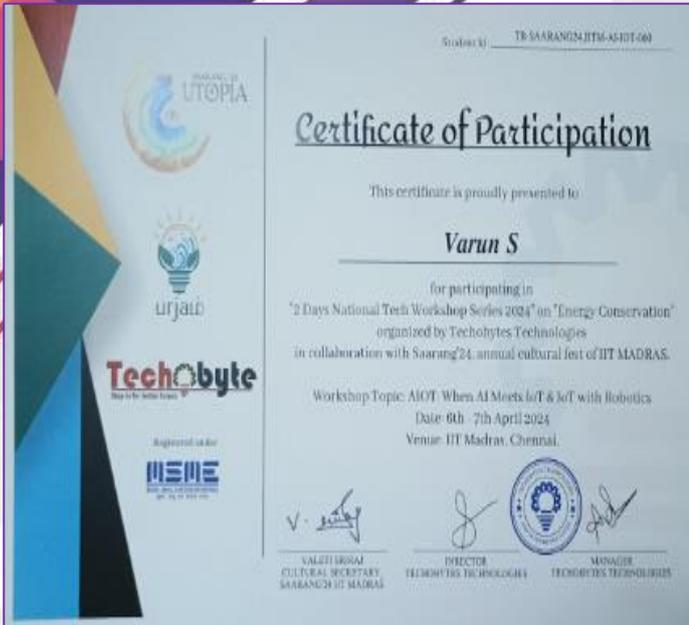 Student Id TB-SAARANG24-IITM-AI-IOT-060
UTOPIA
Certificate of Participation
This certificate is proudly presented to
Varun S
for participating in
"2 Days National Tech Workshop Series 2024" on "Energy Conservation"
organized by Techobytes Technologies
in collaboration with Saarang'24, annual cultural fest of IIT MADRAS.
urjaub
Techobyte
Workshop Topic: AIOT: When AI Meets IoT & IoT with Robotics
Date: 6th - 7th April 2024
Venue: IIT Madras, Chennai.
Registered under
MSME
CULTURAL SECRETARY,
SAARANG'24 IIT MADRAS
DIRECTOR
TECHOBYTES TECHNOLOGIES
MANAGER
TECHOBYTES TECHNOLOGIES